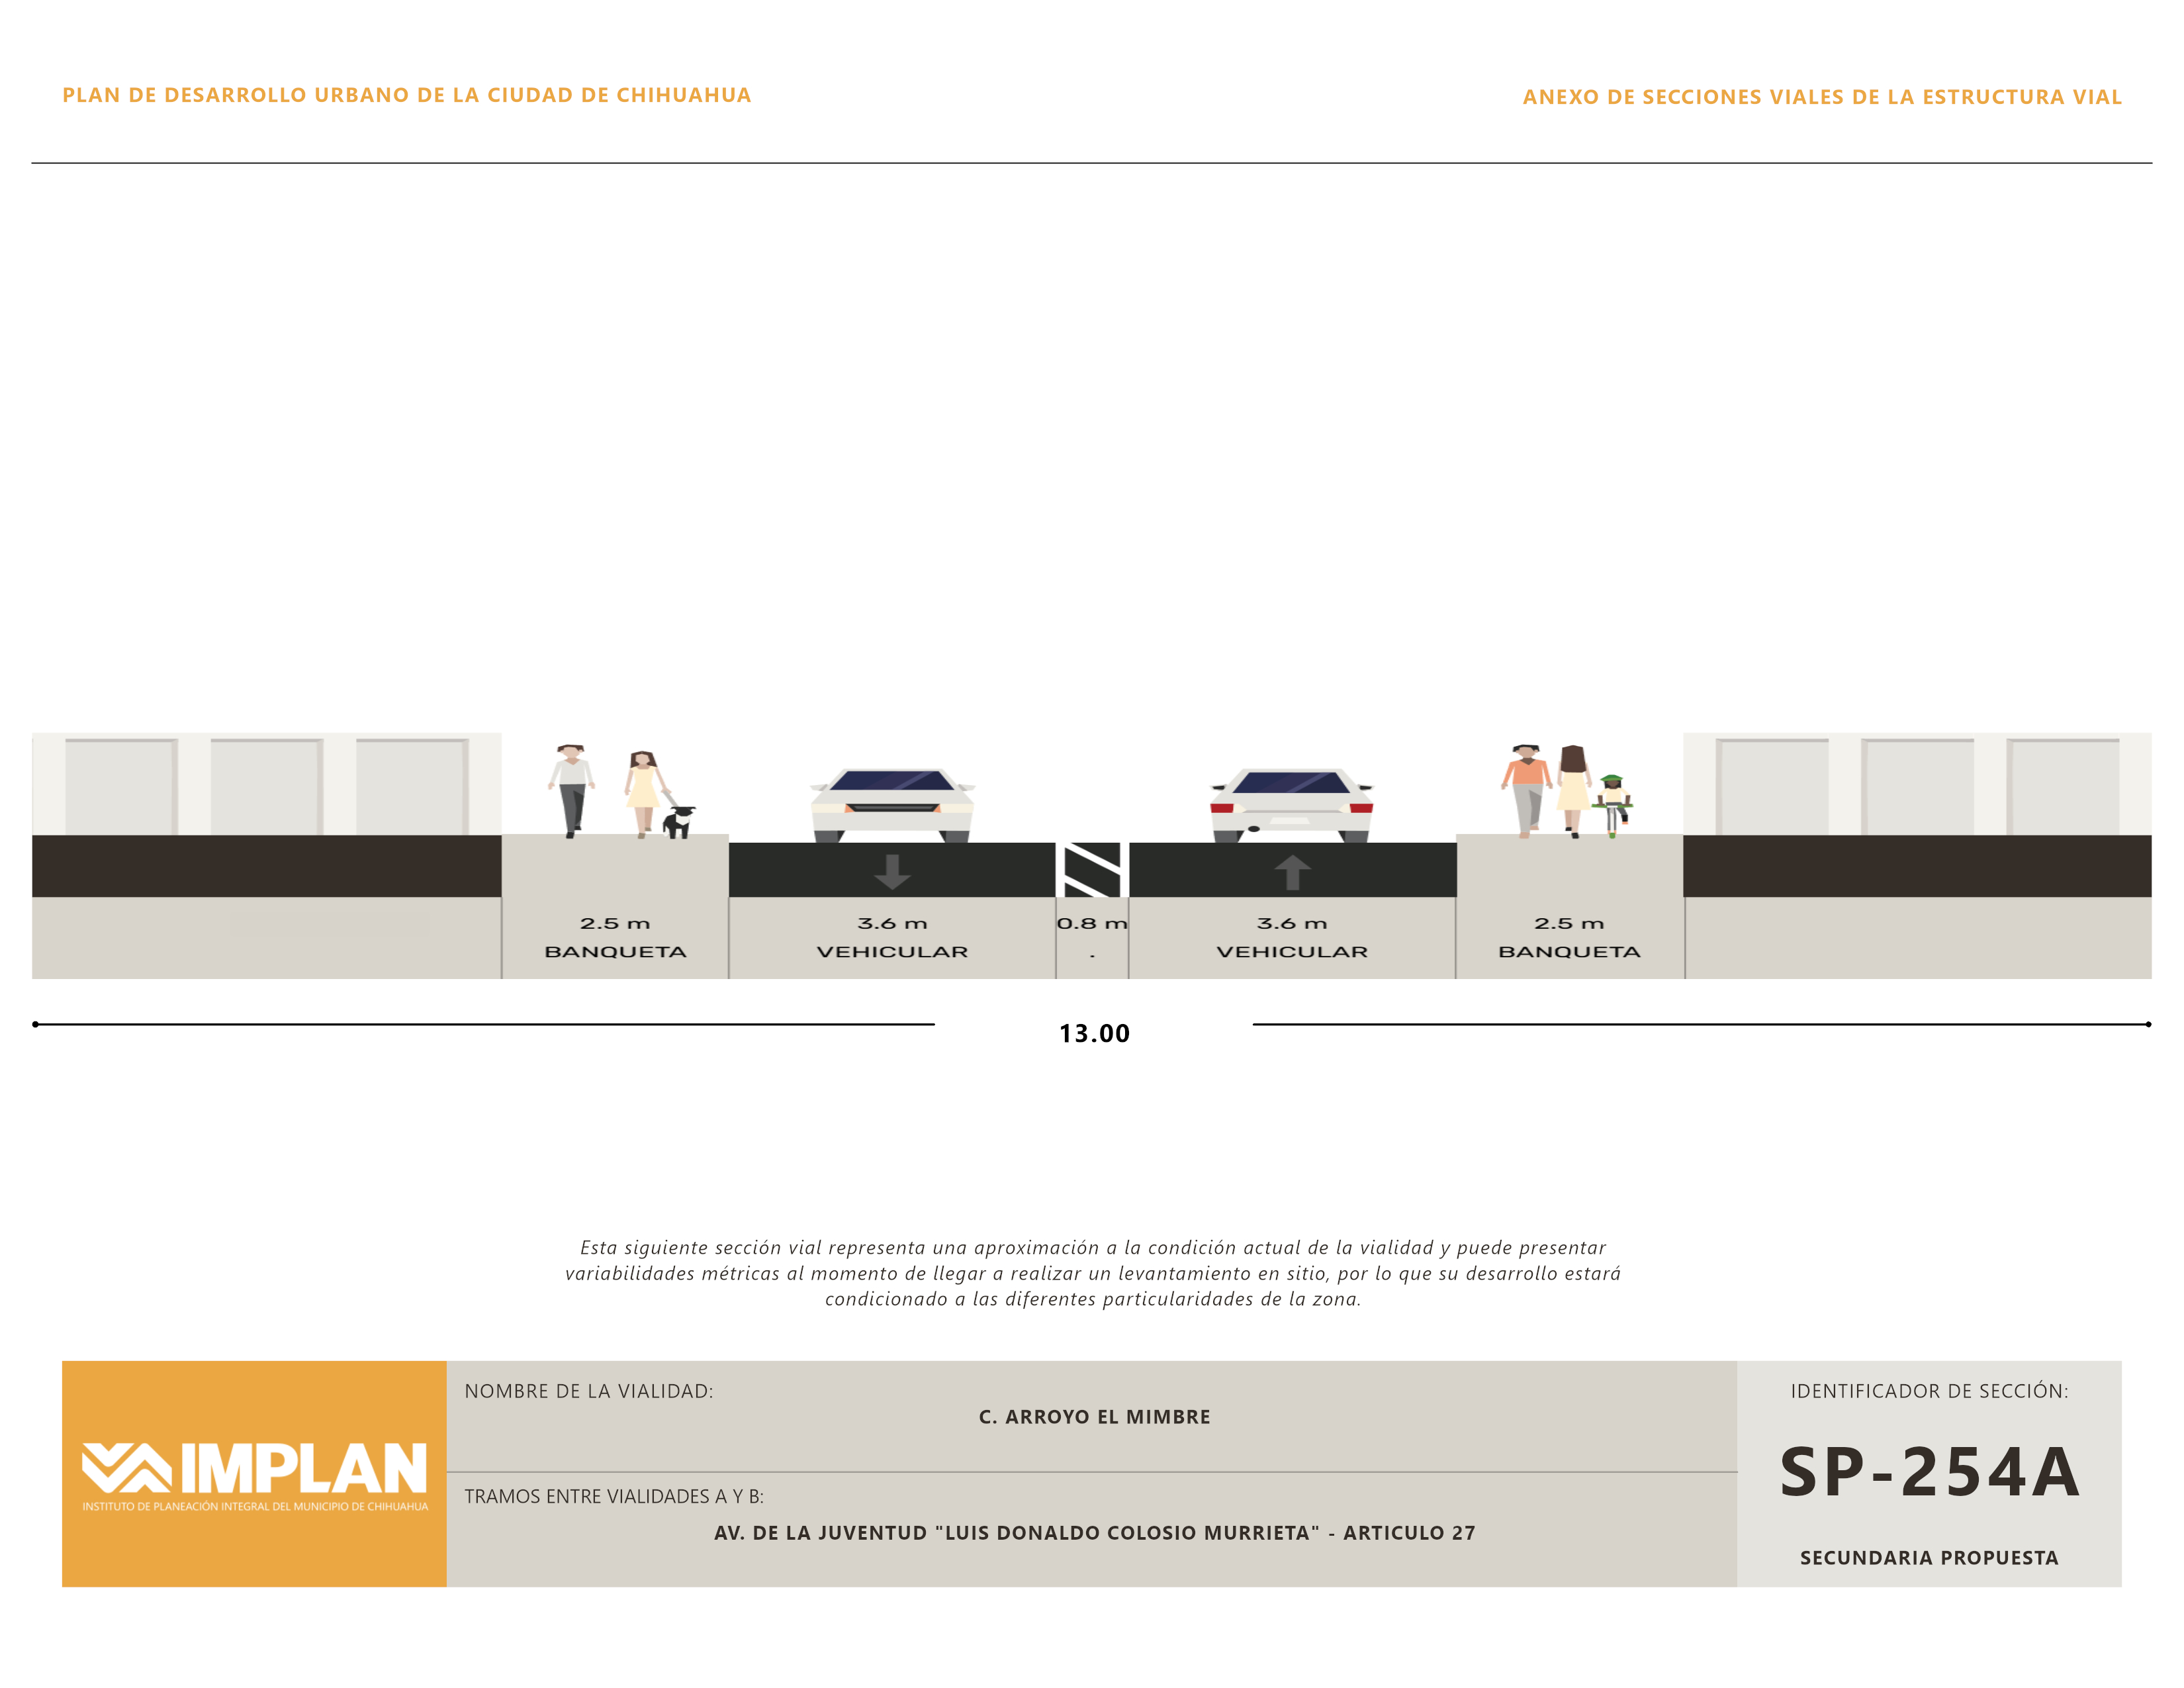 PLAN DE DESARROLLO URBANO DE LA CIUDAD DE CHIHUAHUA
ANEXO DE SECCIONES VIALES DE LA ESTRUCTURA VIAL
2.5 m
BANQUETA
3.6 m
VEHICULAR
0.8 m
.
3.6 m
VEHICULAR
2.5 m
BANQUETA
13.00
Esta siguiente sección vial representa una aproximación a la condición actual de la vialidad y puede presentar
variabilidades métricas al momento de llegar a realizar un levantamiento en sitio, por lo que su desarrollo estará
condicionado a las diferentes particularidades de la zona.
IMPLAN
INSTITUTO DE PLANEACIÓN INTEGRAL DEL MUNICIPIO DE CHIHUAHUA
NOMBRE DE LA VIALIDAD:
C. ARROYO EL MIMBRE
TRAMOS ENTRE VIALIDADES A Y B:
AV. DE LA JUVENTUD "LUIS DONALDO COLOSIO MURRIETA" - ARTICULO 27
IDENTIFICADOR DE SECCIÓN:
SP-254A
SECUNDARIA PROPUESTA